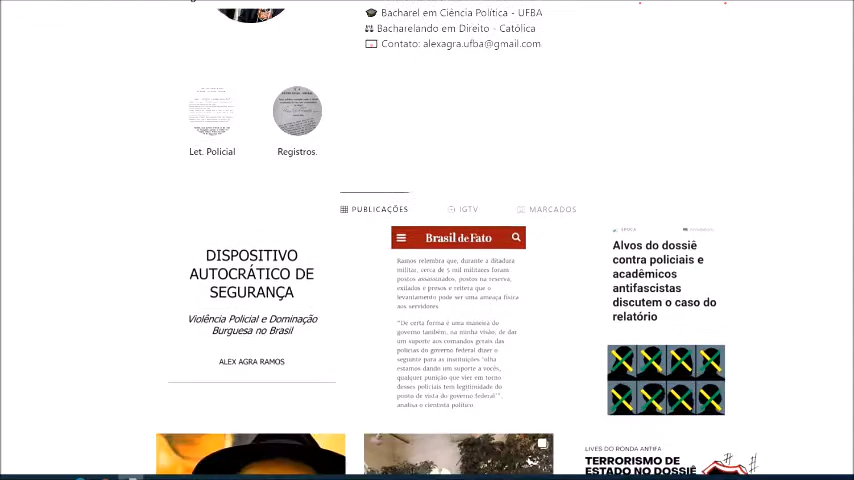 🎓 Bacharel em Ciência Política - UFBA
⚖ Bacharelando em Direito - Católica
Contato: alexagra.ufba@gmail.com
Let. Policial
Registros.
PUBLICAÇÕES
IGTV
MARCADOS
DISPOSITIVO
AUTOCRÁTICO DE
SEGURANÇA
Violência Policial e Dominação
Burguesa no Brasil
ALEX AGRA RAMOS
Brasil de Fato
Ramos relembra que, durante a ditadura
militar, cerca de 5 mil militares foram
postos assassinados, postos na reserva,
exilados e presos e reitera que o
levantamento pode ser uma ameaça física
aos servidores.
"De certa forma é uma maneira do
governo também, na minha visão, de dar
um suporte aos comandos gerais das
polícias do governo federal dizer o
seguinte para as instituições 'olha
estamos dando um suporte a vocês,
qualquer punição que vier em torno
desses policiais tem legitimidade do
ponto de vista do governo federal'",
analisa o cientista político
ÉPOCA
Alvos do dossiê
contra policiais e
acadêmicos
antifascistas
discutem o caso do
relatório
LIVES DO RONDA ANTIFA
TERRORISMO DE
ESTADO NO DOSSIÊ